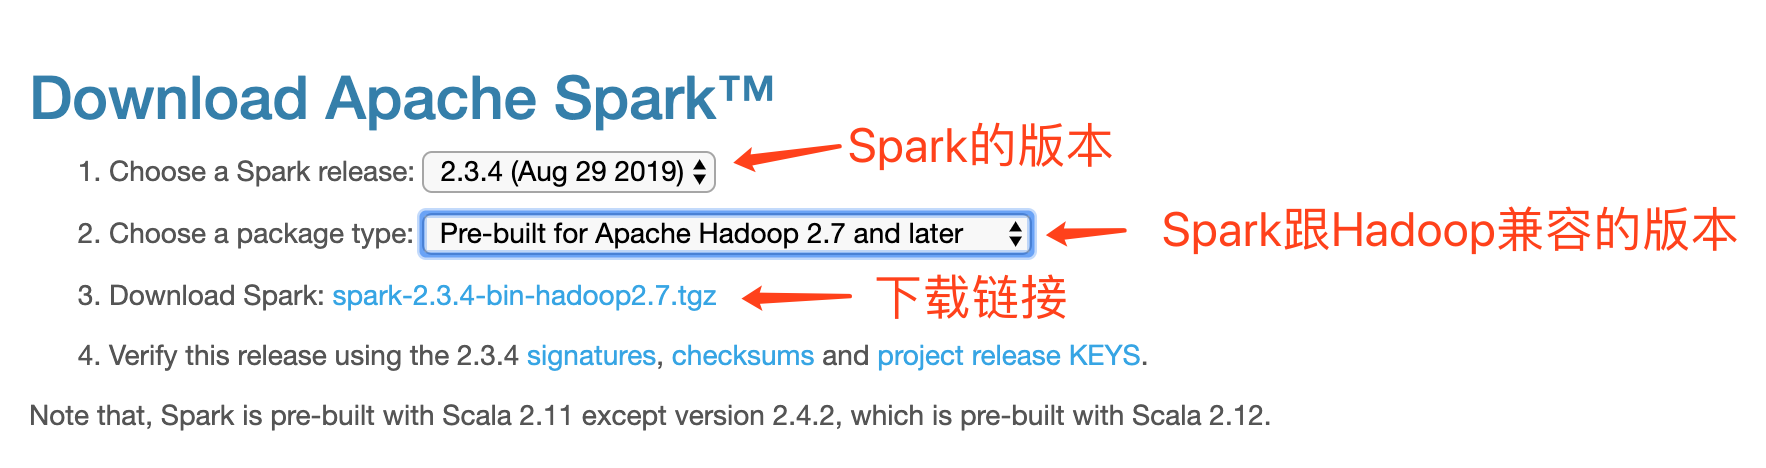 Download Apache Spark™
1. Choose a Spark release: 2.3.4 (Aug 29 2019)
Spark的版本
2. Choose a package type: Pre-built for Apache Hadoop 2.7 and later
Spark跟Hadoop兼容的版本
3. Download Spark: spark-2.3.4-bin-hadoop2.7.tgz
下载链接
4. Verify this release using the 2.3.4 signatures, checksums and project release KEYS.
Note that, Spark is pre-built with Scala 2.11 except version 2.4.2, which is pre-built with Scala 2.12.